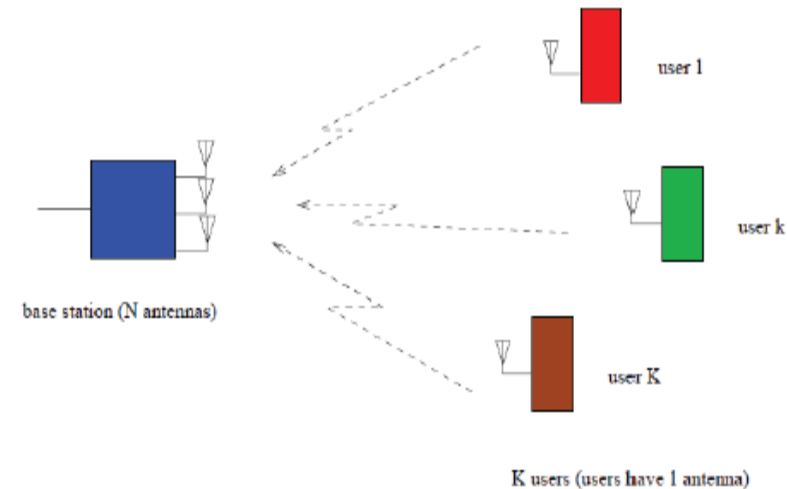 user 1
user k
base station (N antennas)
user K
K users (users have 1 antenna)